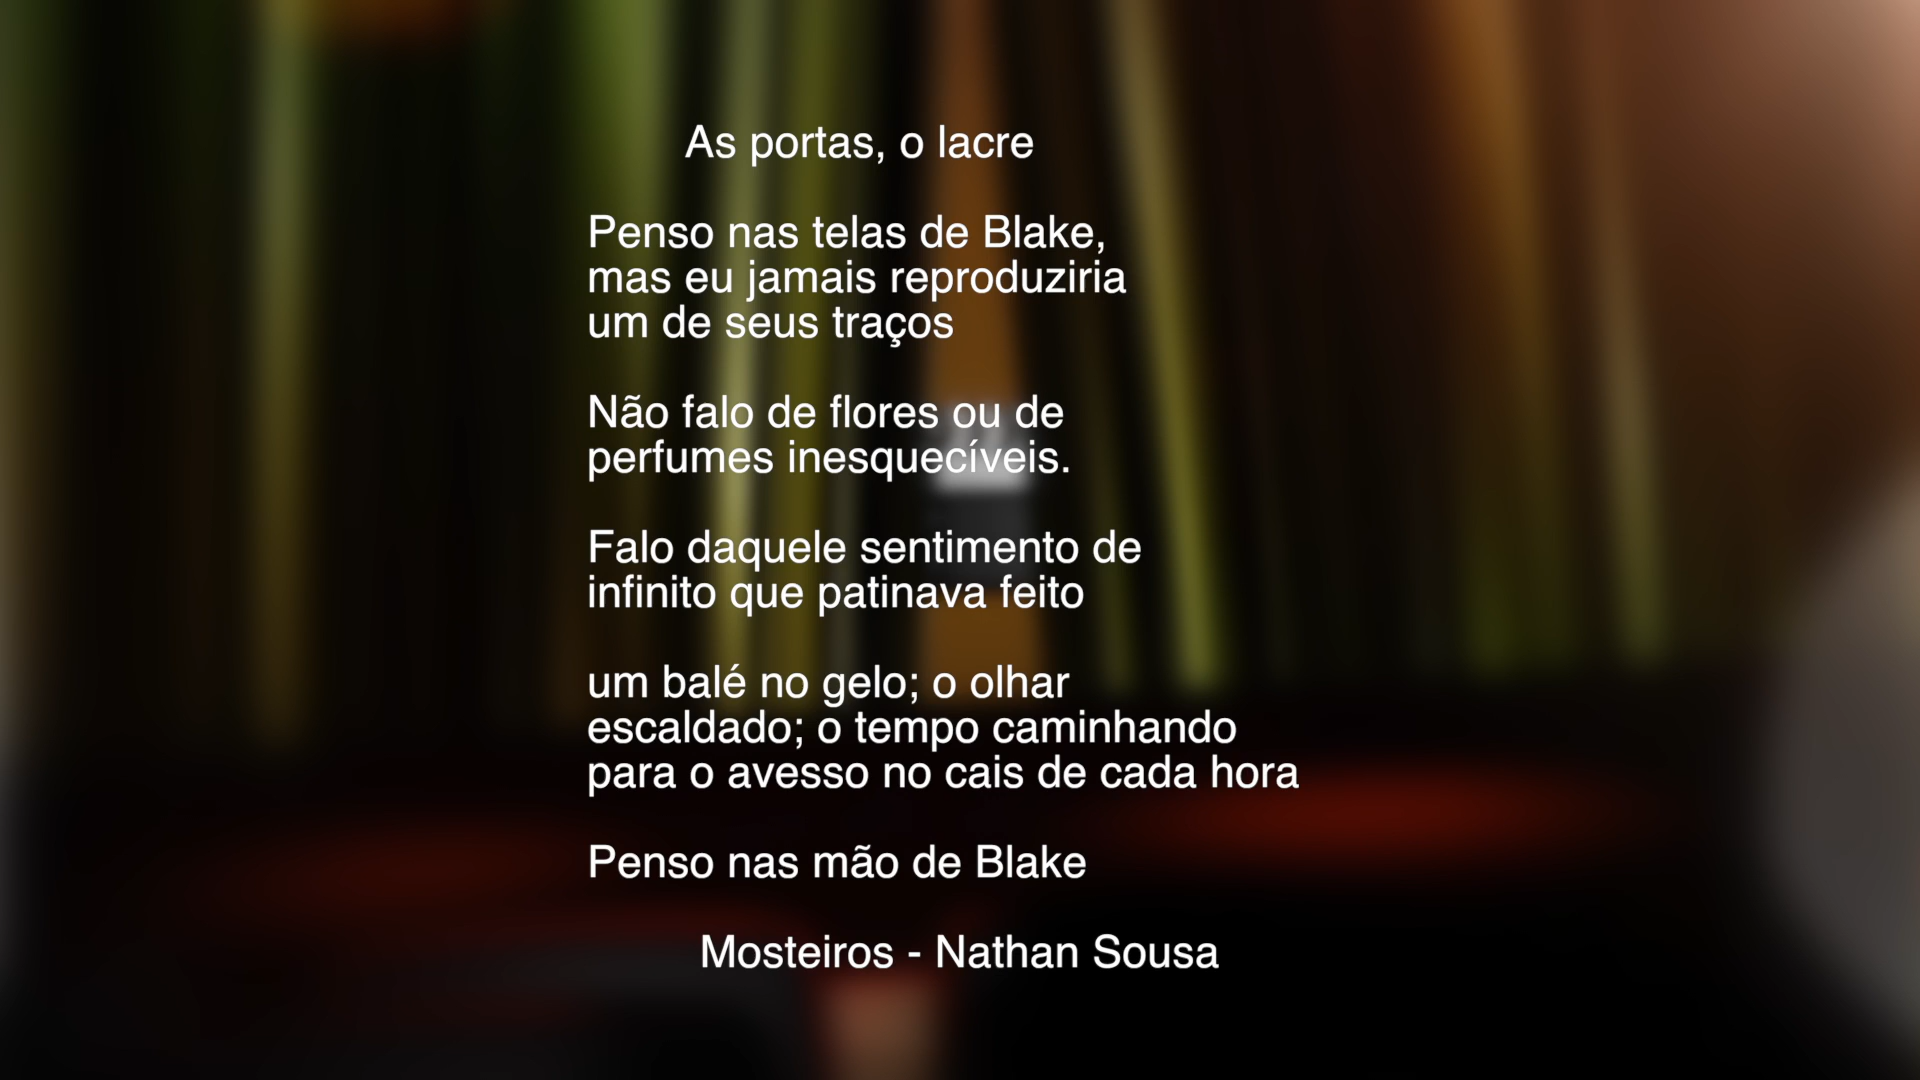 As portas, o lacre
Penso nas telas de Blake,
mas eu jamais reproduziria
um de seus traços
Não falo de flores ou de
perfumes inesquecíveis.
Falo daquele sentimento de
infinito que patinava feito
um balé no gelo; o olhar
escaldado; o tempo caminhando
para o avesso no cais de cada hora
Penso nas mão de Blake
Mosteiros - Nathan Sousa